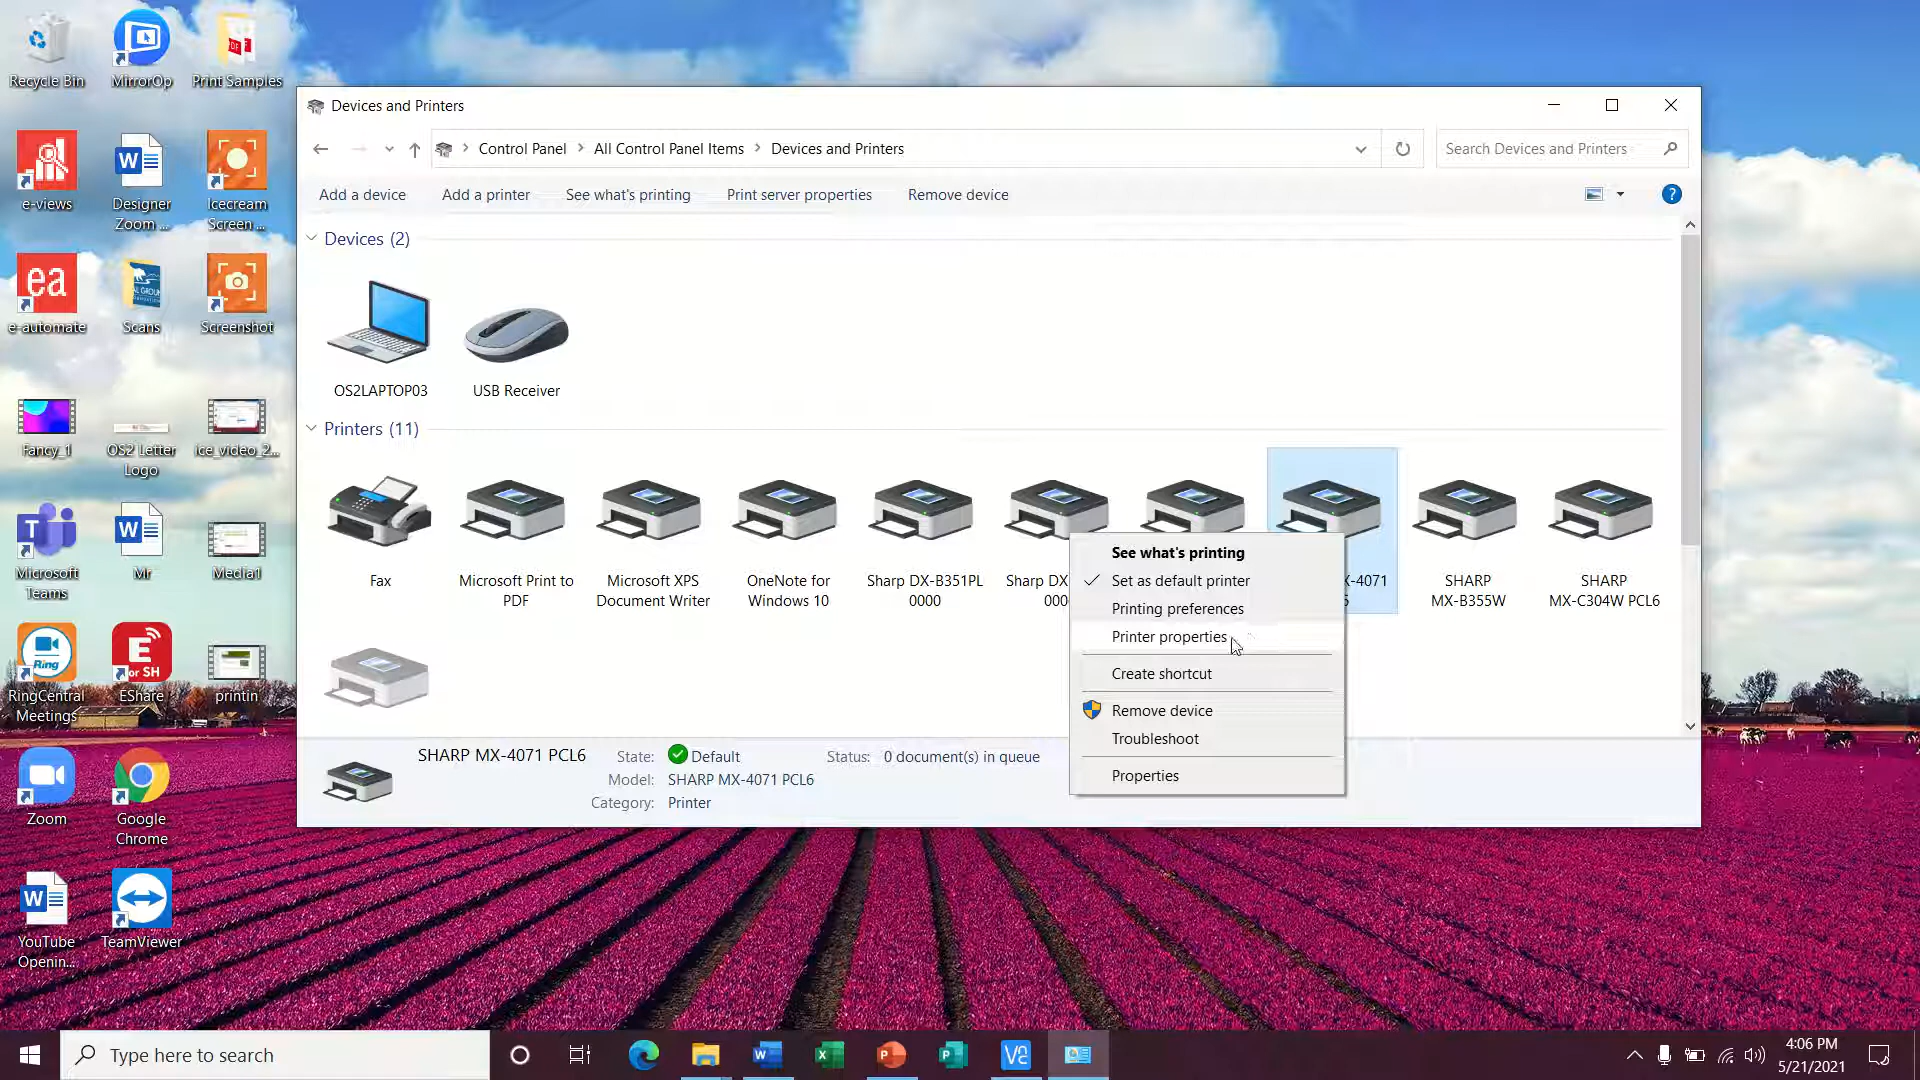 Recycle Bin
MirrorOp
Print Samples
e-views
Designer
Zoom ...
Icecream
Screen ...
e-automate
Scans
Screenshot
Fancy_1
OS2 Letter
Logo
ice_video_2...
Microsoft
Teams
Mr
Media1
RingCentral
Meetings
EShare
printin
Zoom
Google
Chrome
YouTube
Openin...
TeamViewer
Devices and Printers
Control Panel
All Control Panel Items
Devices and Printers
Search Devices and Printers
Add a device
Add a printer
See what's printing
Print server properties
Remove device
?
Devices (2)
OS2LAPTOP03
USB Receiver
Printers (11)
Fax
Microsoft Print to
PDF
Microsoft XPS
Document Writer
OneNote for
Windows 10
Sharp DX-B351PL
0000
Sharp DX
000
X-4071
SHARP
MX-B355W
SHARP
MX-C304W PCL6
See what's printing
Set as default printer
Printing preferences
Printer properties
Create shortcut
Remove device
Troubleshoot
Properties
SHARP MX-4071 PCL6
State: Default
Status: 0 document(s) in queue
Model: SHARP MX-4071 PCL6
Category: Printer
Type here to search
4:06 PM
5/21/2021